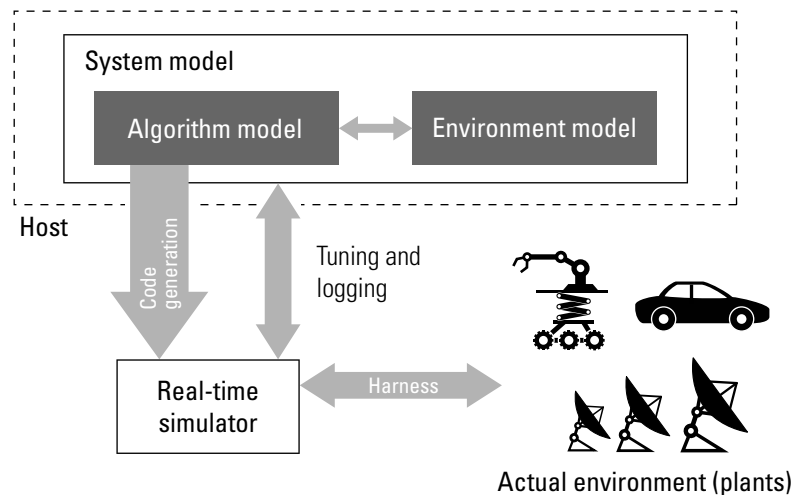 System model
Algorithm model
Environment model
Host
Code
generation
Tuning and
logging
Real-time
simulator
Harness
Actual environment (plants)